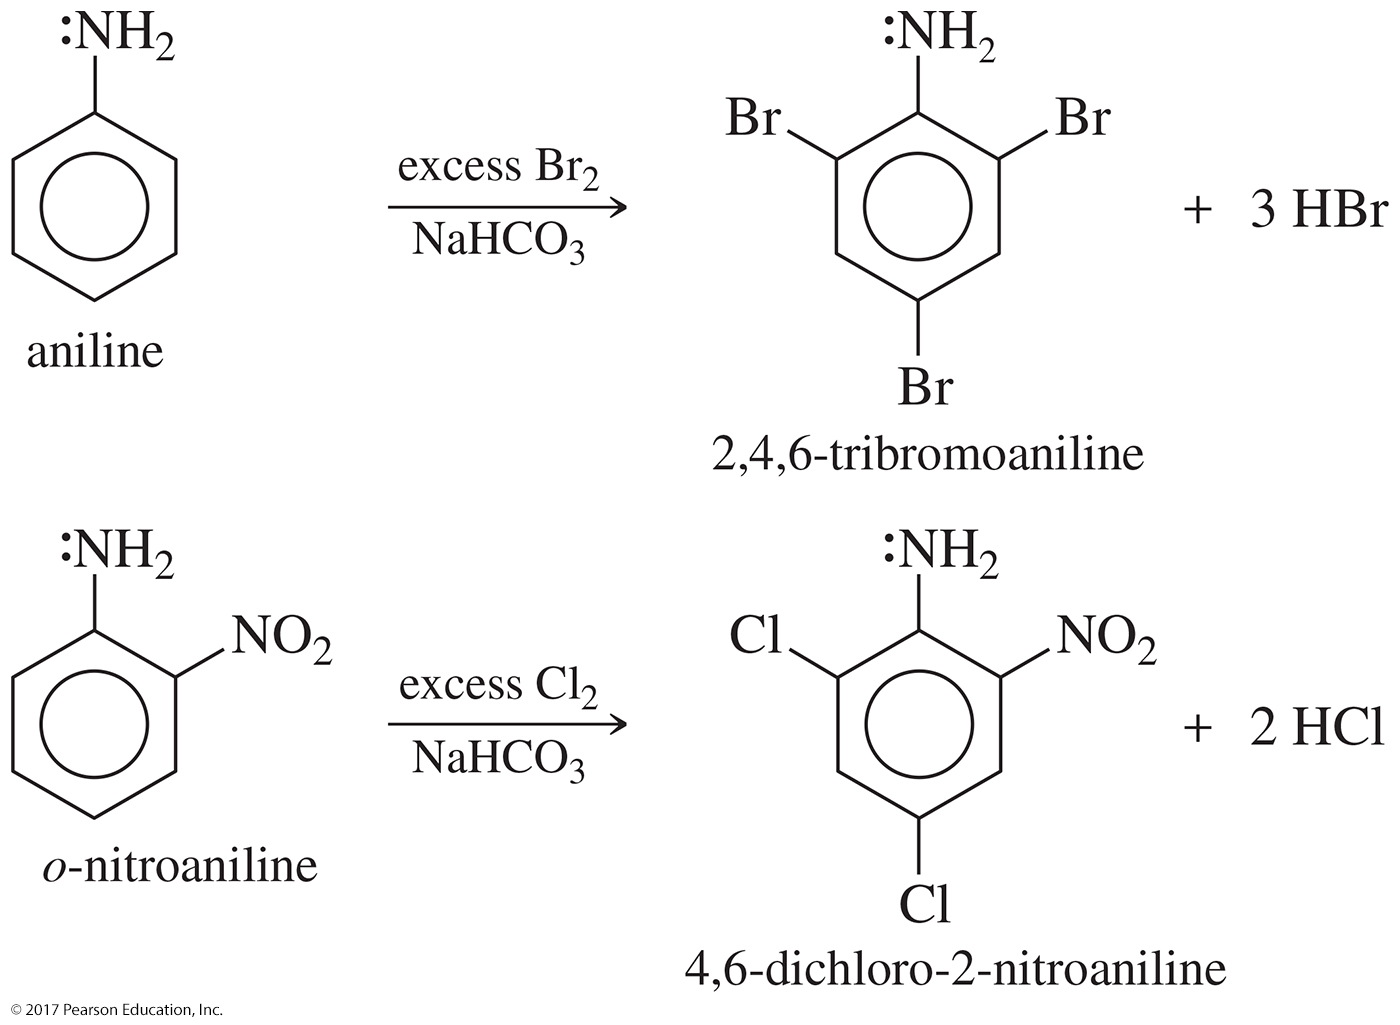 :NH₂
excess Br₂
NaHCO₃
aniline
:NH₂
Br Br
Br
+ 3 HBr
2,4,6-tribromoaniline
:NH₂
NO₂
excess Cl₂
NaHCO₃
o-nitroaniline
:NH₂
Cl NO₂
Cl
+ 2 HCl
4,6-dichloro-2-nitroaniline
© 2017 Pearson Education, Inc.